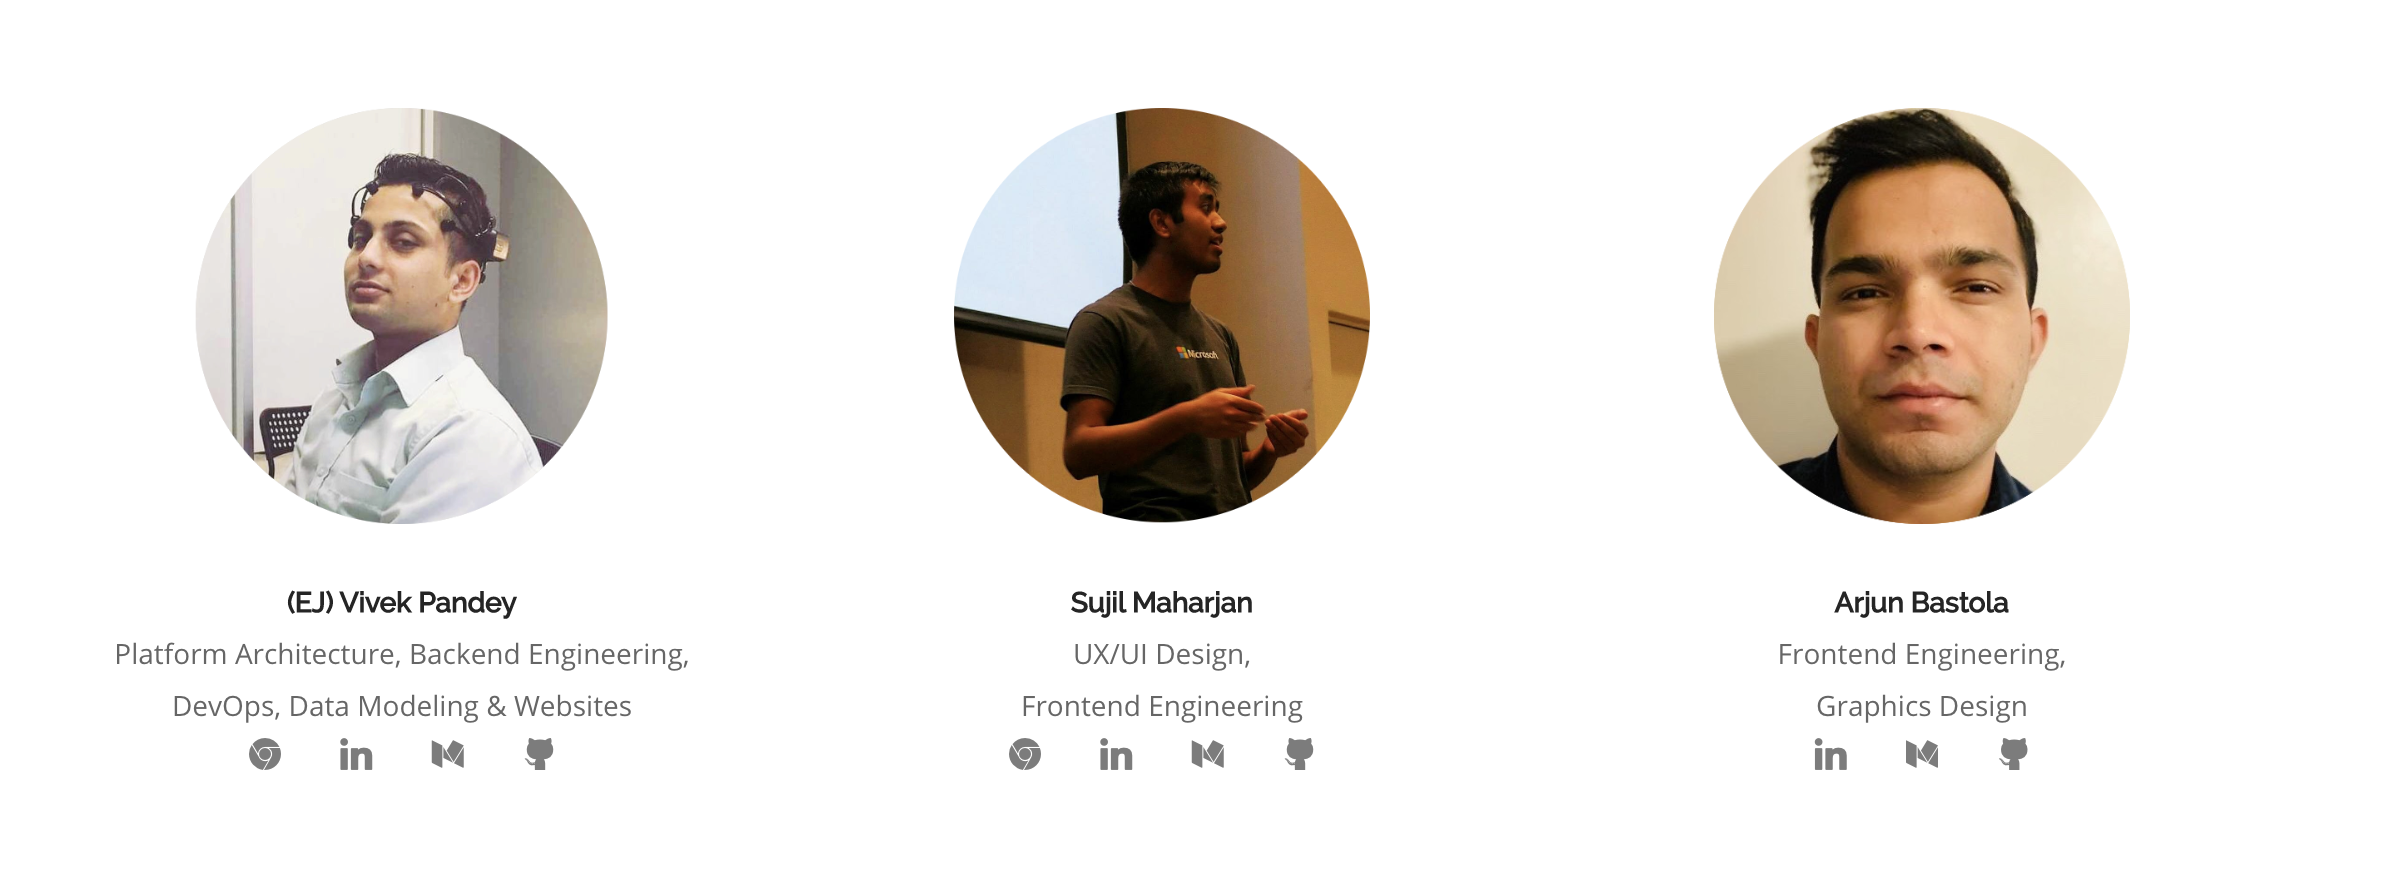 Microsoft
(EJ) Vivek Pandey
Platform Architecture, Backend Engineering,
DevOps, Data Modeling & Websites
Sujil Maharjan
UX/UI Design,
Frontend Engineering
Arjun Bastola
Frontend Engineering,
Graphics Design